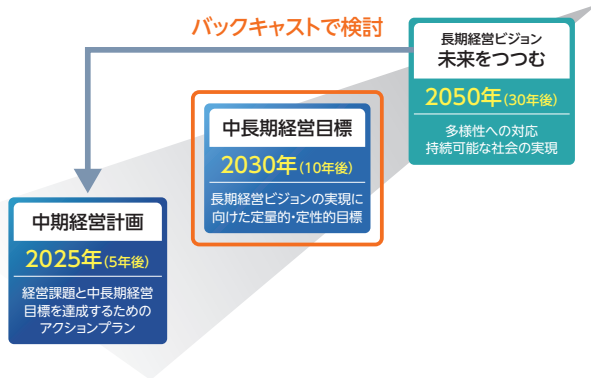 バックキャストで検討
長期経営ビジョン
未来をつつむ
2050年(30年後)
多様性への対応
持続可能な社会の実現
中長期経営目標
2030年(10年後)
長期経営ビジョンの実現に
向けた定量的・定性的目標
中期経営計画
2025年(5年後)
経営課題と中長期経営
目標を達成するための
アクションプラン